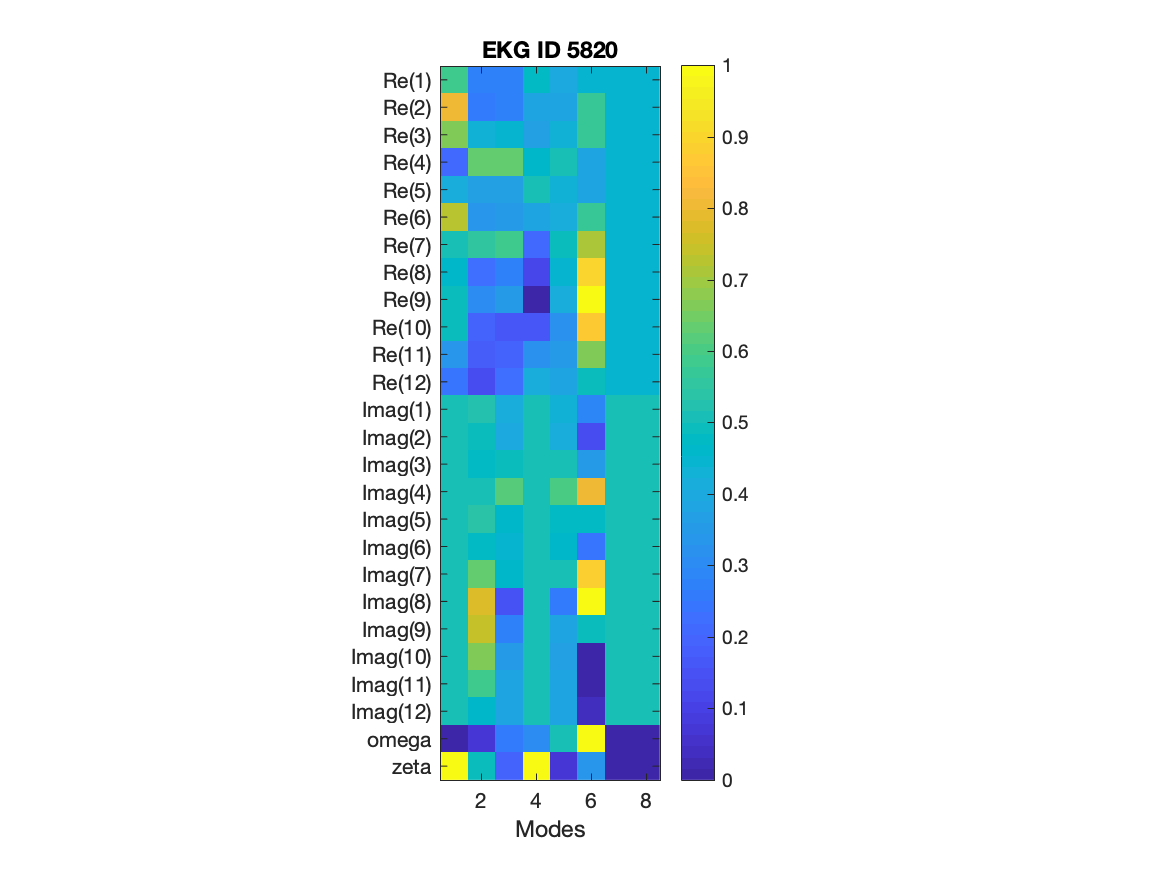 EKG ID 5820
Re(1)
Re(2)
Re(3)
Re(4)
Re(5)
Re(6)
Re(7)
Re(8)
Re(9)
Re(10)
Re(11)
Re(12)
Imag(1)
Imag(2)
Imag(3)
Imag(4)
Imag(5)
Imag(6)
Imag(7)
Imag(8)
Imag(9)
Imag(10)
Imag(11)
Imag(12)
omega
zeta
2 4 6 8
Modes
1
0.9
0.8
0.7
0.6
0.5
0.4
0.3
0.2
0.1
0